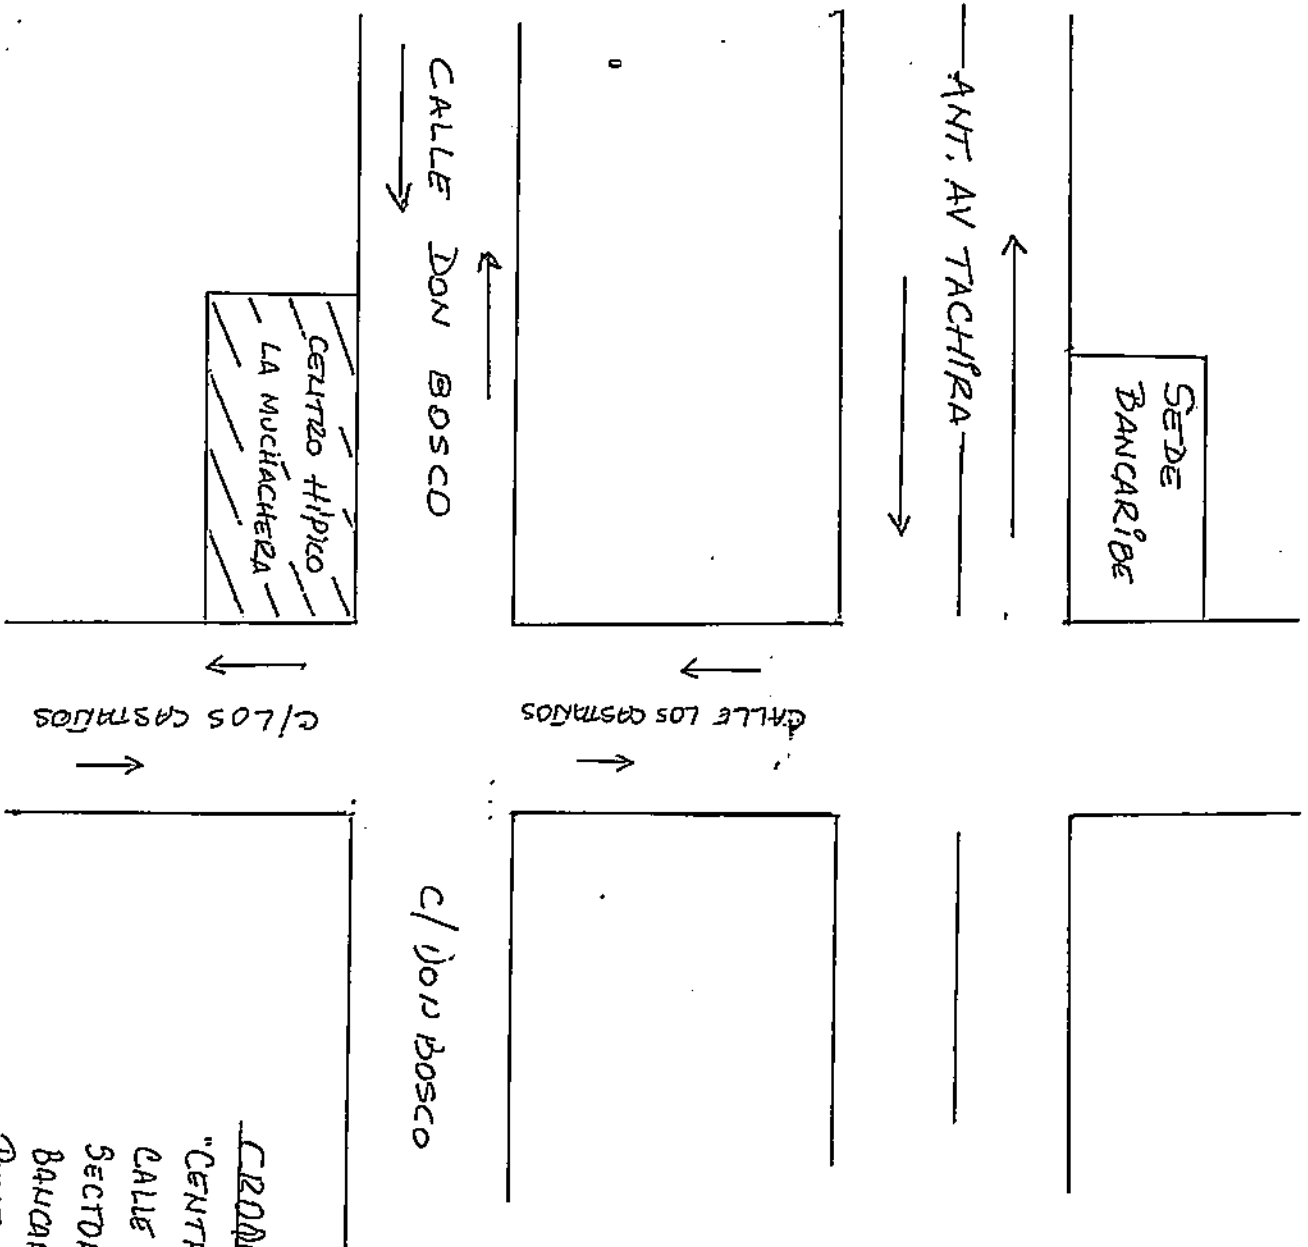 ANT. AV TACHIRA
SEDE
BANCARIBE
CALLE DON BOSCO
CENTRO HIPICO
LA MUCHACHERA
CALLE LOS CASTAÑOS
C/LOS CASTAÑOS
C/ DON BOSCO
"CENT
CALLE
SECTO
BANCA